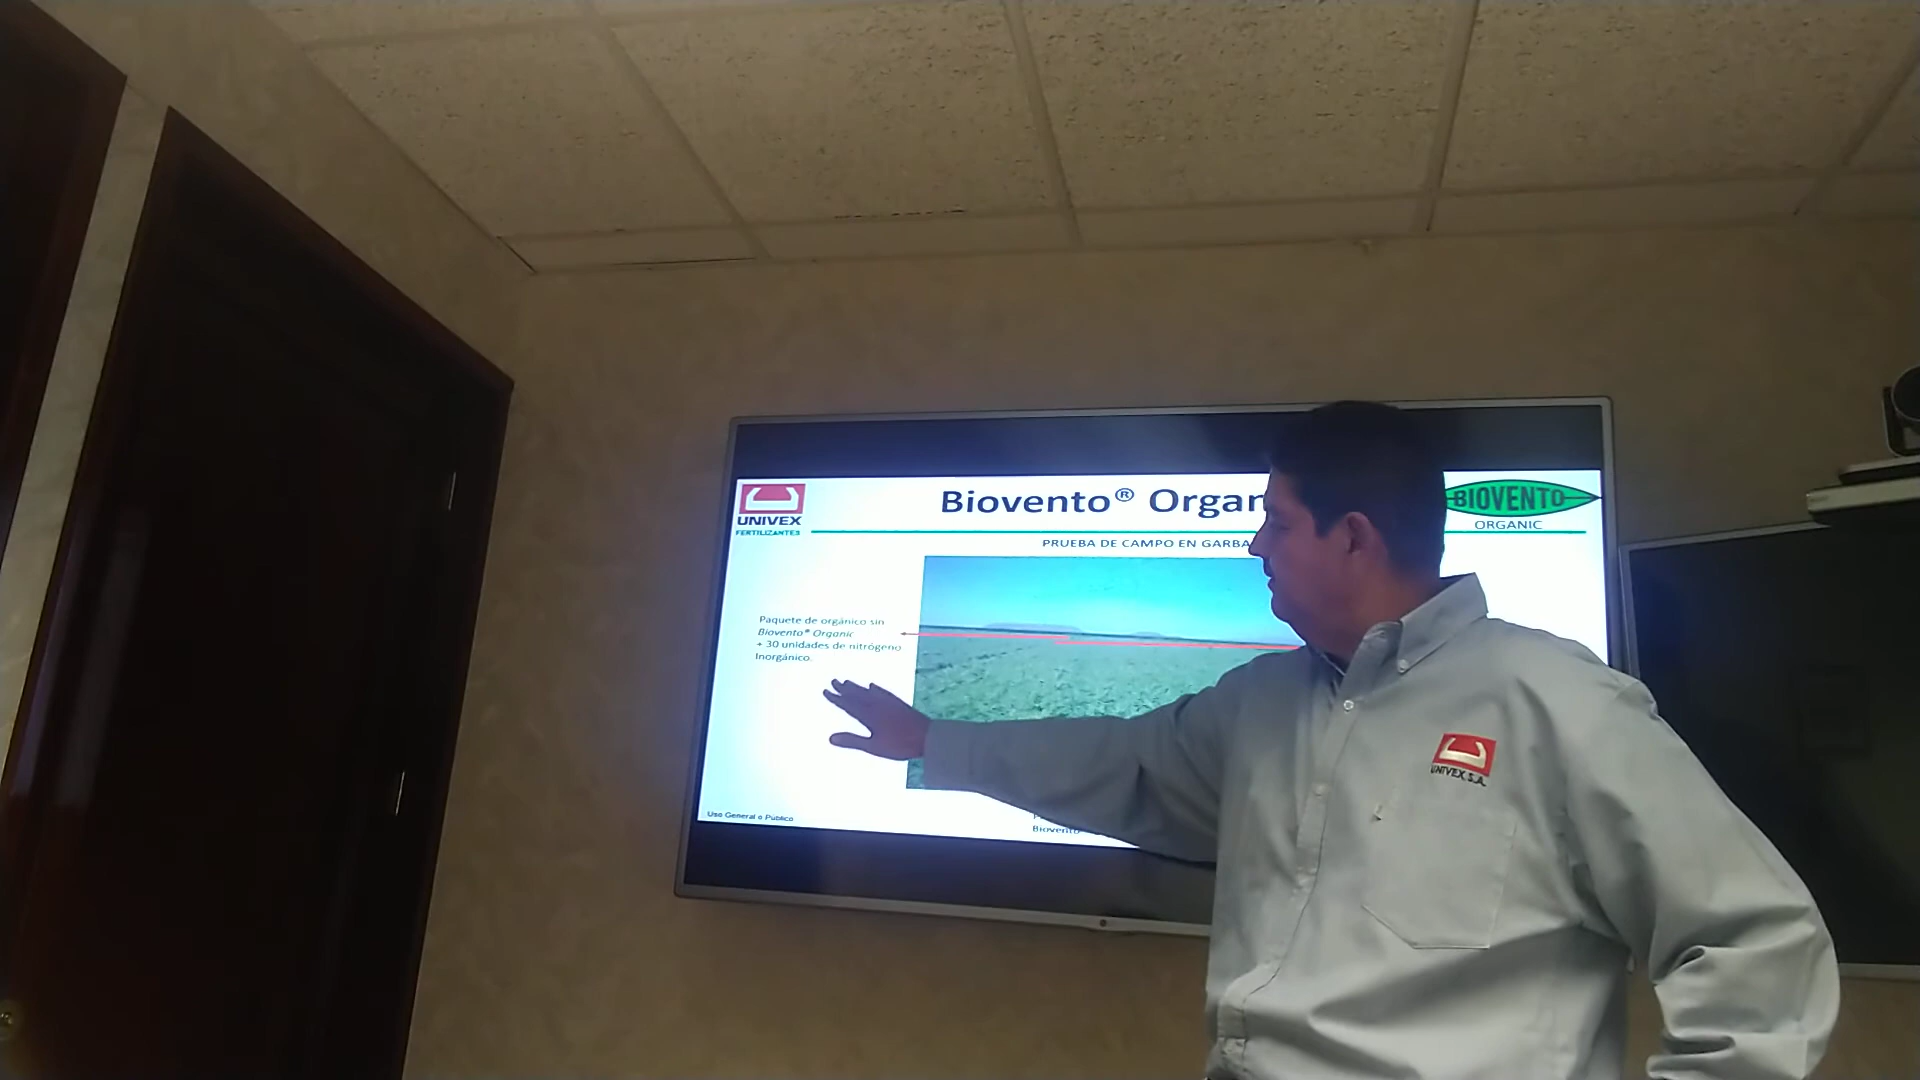 UNIVEX
FERTILIZANTES
Biovento® Organ
BIOVENTO
ORGANIC
PRUEBA DE CAMPO EN GARBA
Paquete de orgánico sin
Biovento® Organic
+ 30 unidades de nitrógeno
Inorgánico.
Uso General o Público
Biovento
UNIVEX, S.A.